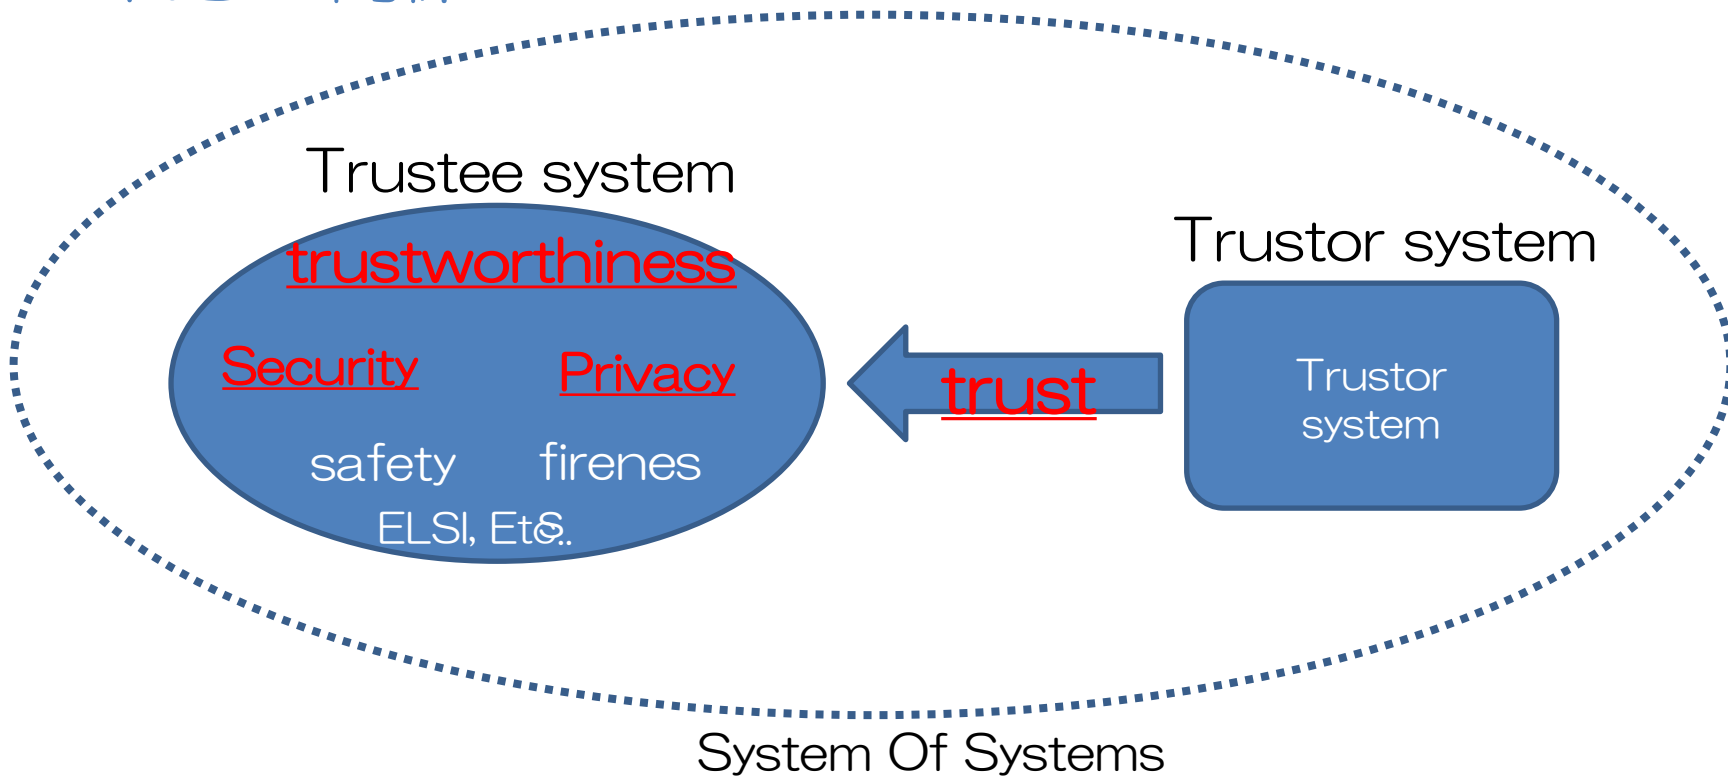 Trustee system
trustworthiness
Security
Privacy
safety
firenes
ELSI, Etc..
trust
Trustor system
Trustor
system
System Of Systems